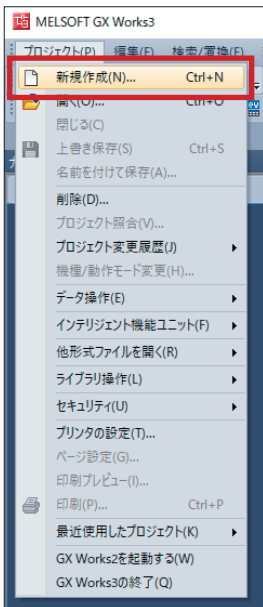 MELSOFT GX Works3
プロジェクト(P) 編集(E) 検索/置換(F)
新規作成(N)... Ctrl+N
開く(O)... Ctrl+O
閉じる(C)
上書き保存(S) Ctrl+S
名前を付けて保存(A)...
削除(D)...
プロジェクト照合(V)...
プロジェクト変更履歴(J)
機種/動作モード変更(H)...
データ操作(E)
インテリジェント機能ユニット(F)
他形式ファイルを開く(R)
ライブラリ操作(L)
セキュリティ(U)
プリンタの設定(T)...
ページ設定(G)...
印刷プレビュー(I)...
印刷(P)... Ctrl+P
最近使用したプロジェクト(K)
GX Works2を起動する(W)
GX Works3の終了(Q)